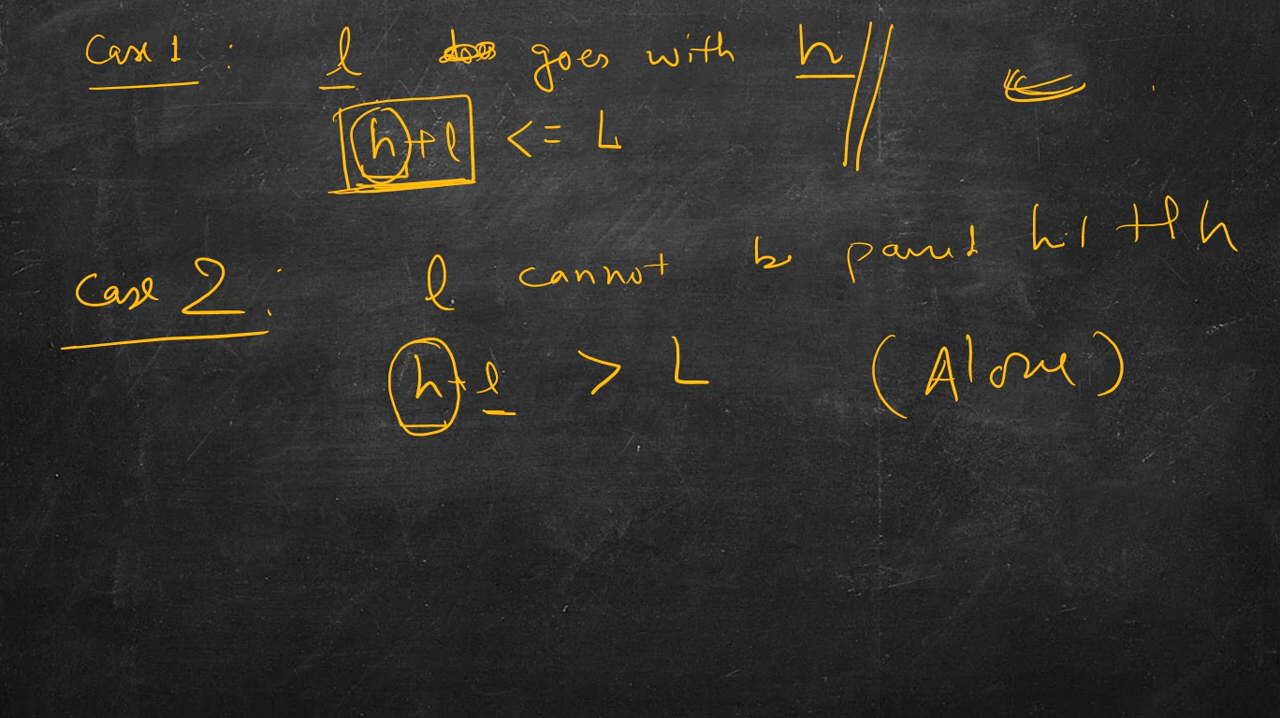 Case 1 : l goes with h
h+l <= L
Case 2 : l cannot be paired with h
h+l > L (Alone)